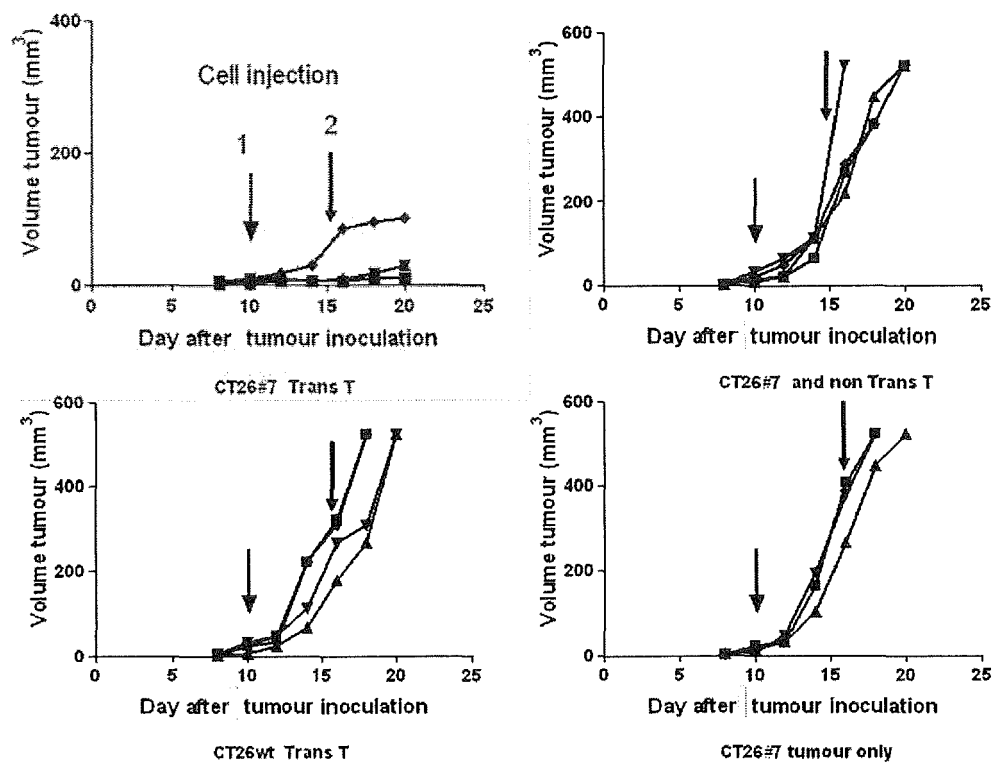 400
200
0
Volume tumour (mm3)
Cell injection
1
2
0 5 10 15 20 25
Day after tumour inoculation
CT26#7 Trans T
600
400
200
0
Volume tumour (mm3)
0 5 10 15 20 25
Day after tumour inoculation
CT26#7 and non Trans T
600
400
200
0
Volume tumour (mm3)
0 5 10 15 20 25
Day after tumour inoculation
CT26wt Trans T
600
400
200
0
Volume tumour (mm3)
0 5 10 15 20 25
Day after tumour inoculation
CT26#7 tumour only